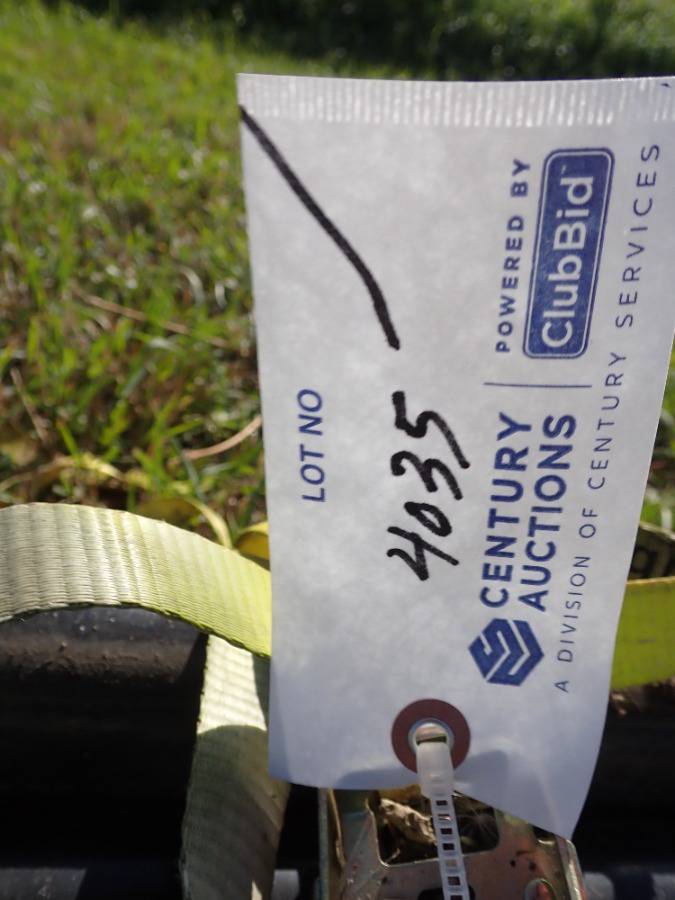 LOT NO
4035
CENTURY
AUCTIONS
POWERED BY
ClubBid
A DIVISION OF CENTURY SERVICES